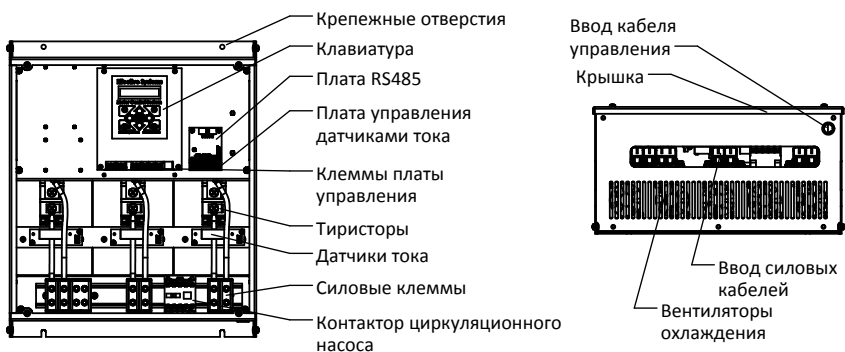 Крепежные отверстия
Клавиатура
Плата RS485
Плата управления
датчиками тока
Клеммы платы
управления
Тиристоры
Датчики тока
Силовые клеммы
Контактор циркуляционного
насоса
Ввод кабеля
управления
Крышка
Ввод силовых
кабелей
Вентиляторы
охлаждения